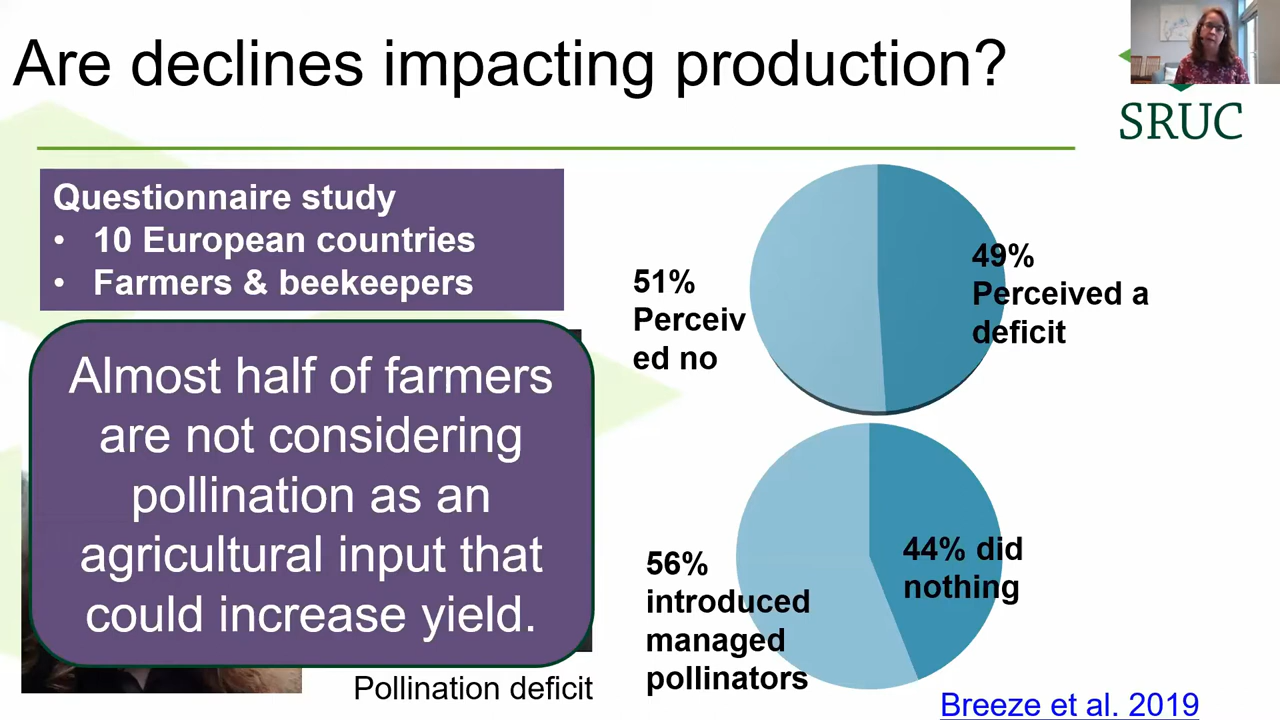 Are declines impacting production?
SRUC
Questionnaire study
• 10 European countries
• Farmers & beekeepers
Almost half of farmers
are not considering
pollination as an
agricultural input that
could increase yield.
Pollination deficit
51%
Perceiv
ed no
49%
Perceived a
deficit
56%
introduced
managed
pollinators
44% did
nothing
Breeze et al. 2019